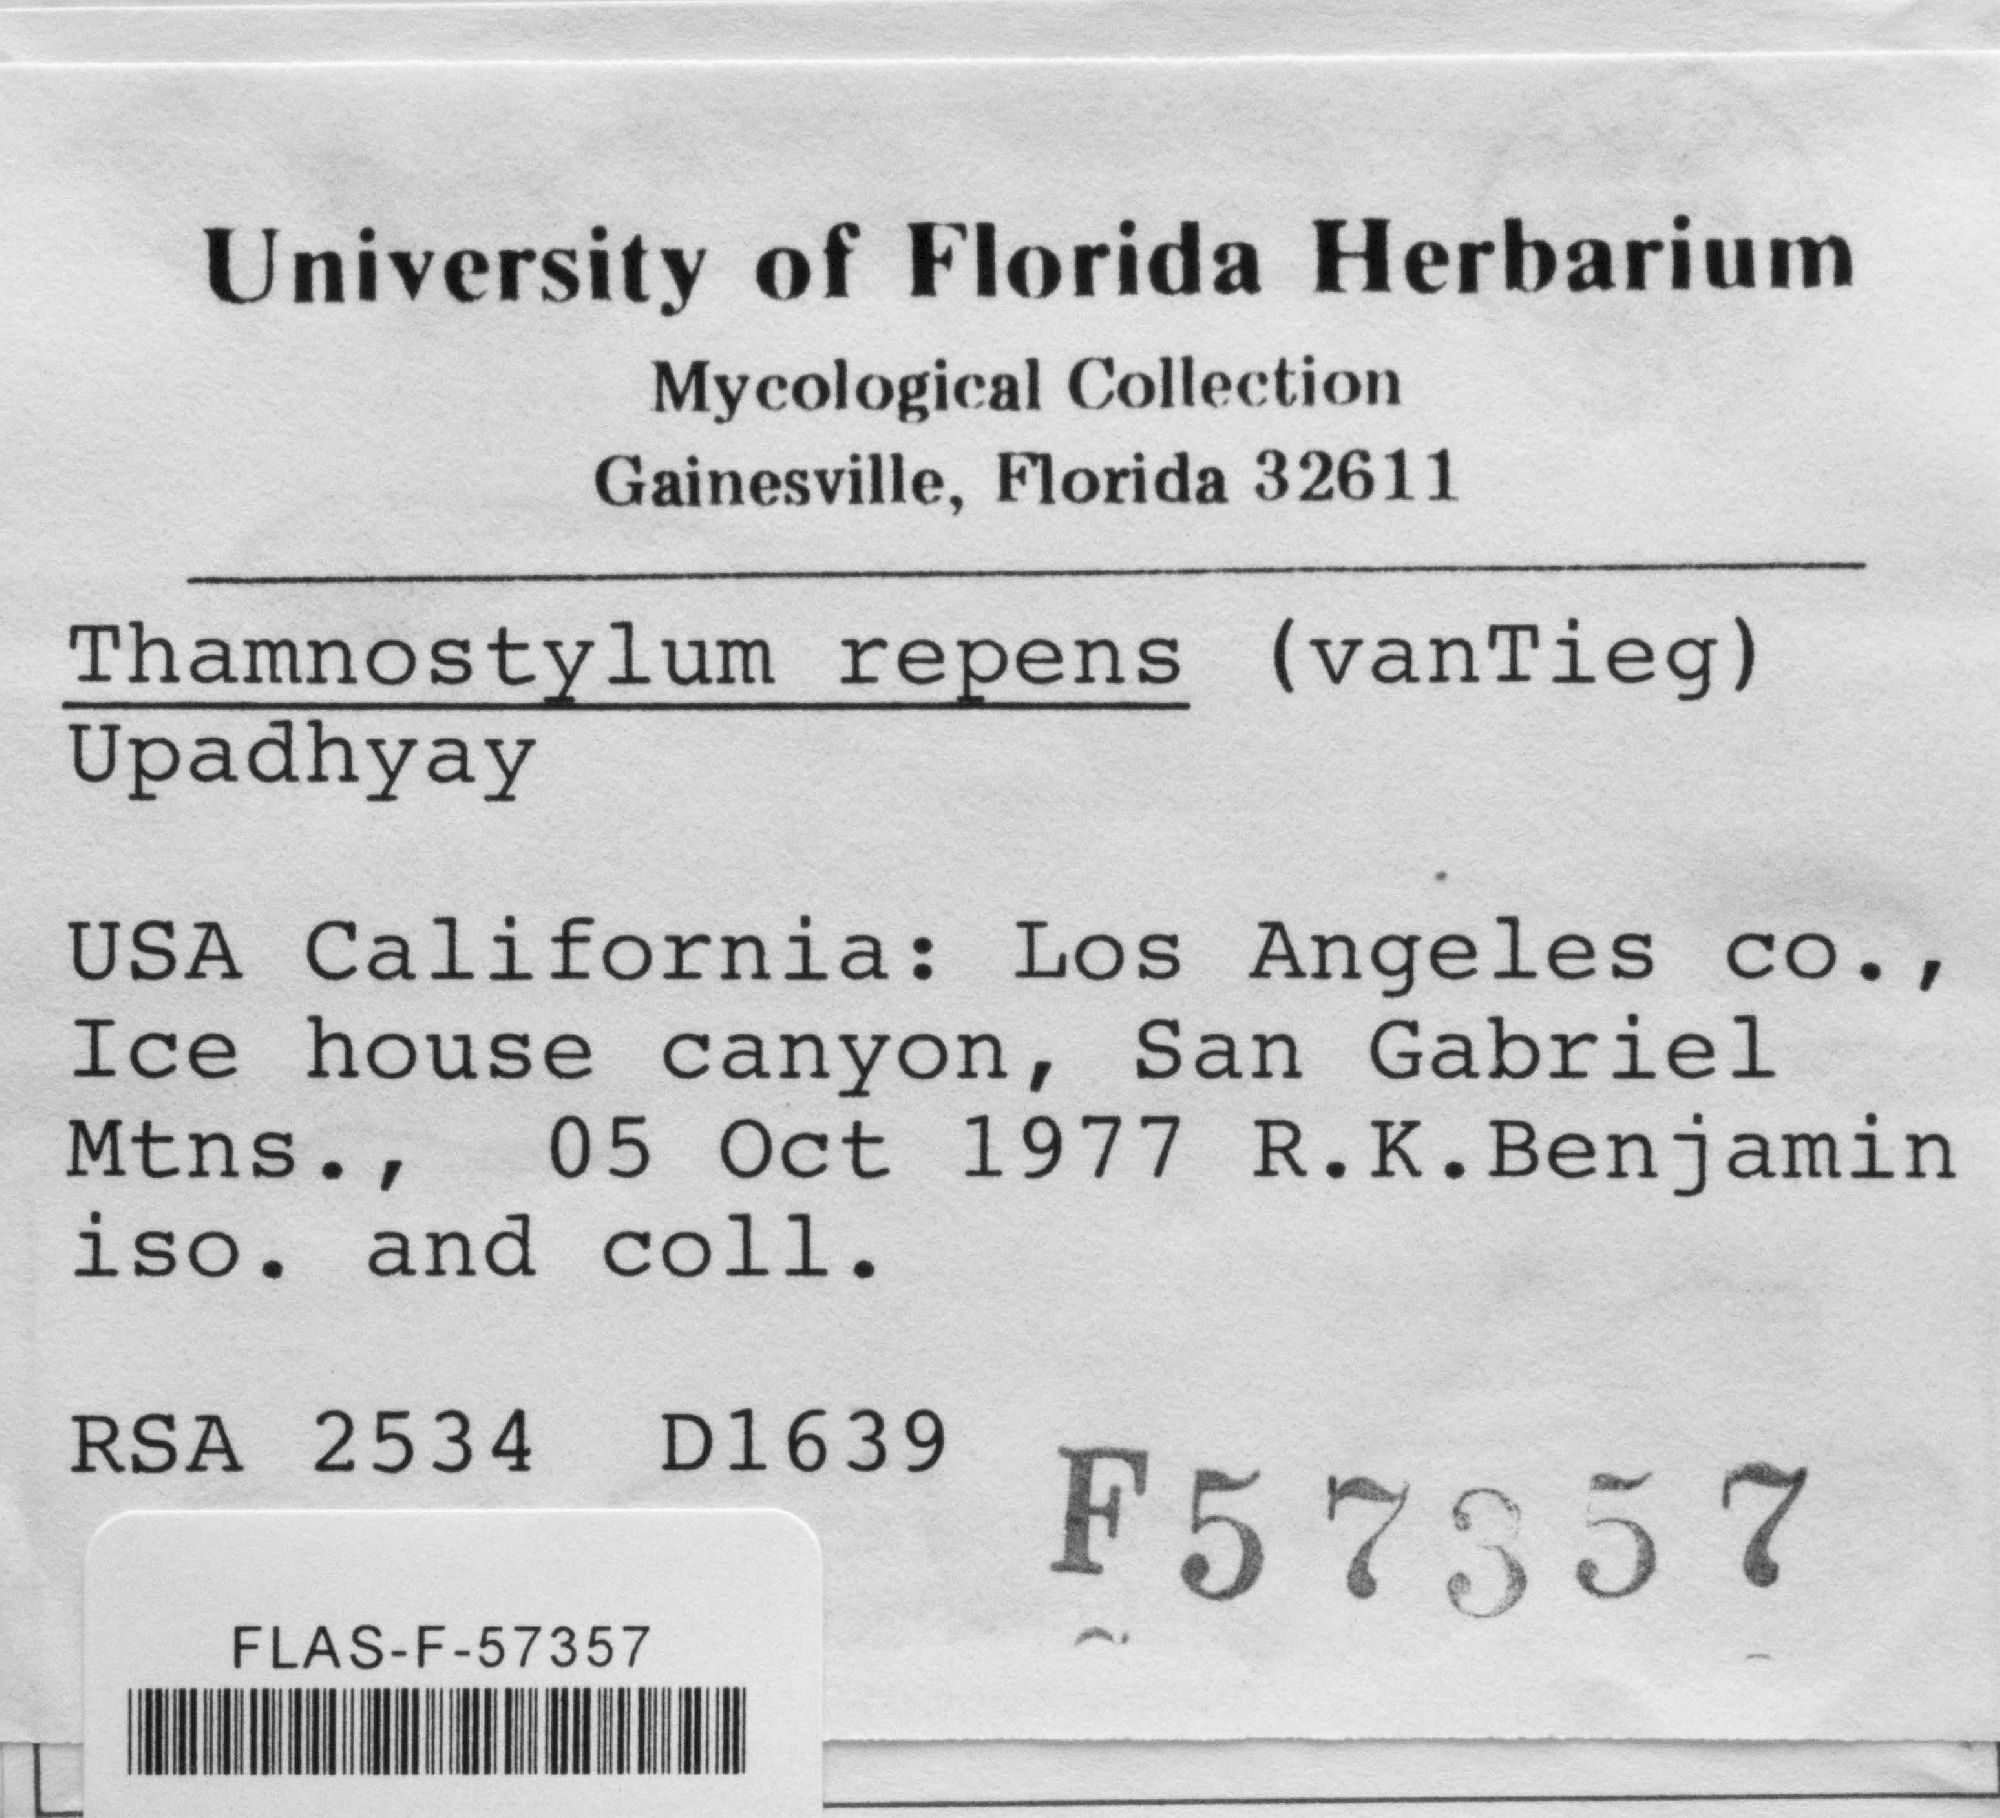 University of Florida Herbarium
Mycological Collection
Gainesville, Florida 32611
Thamnostylum repens (vanTieg)
Upadhyay
USA California: Los Angeles co.,
Ice house canyon, San Gabriel
Mtns., 05 Oct 1977 R.K.Benjamin
iso. and coll.
RSA 2534 D1639
F57357
FLAS-F-57357